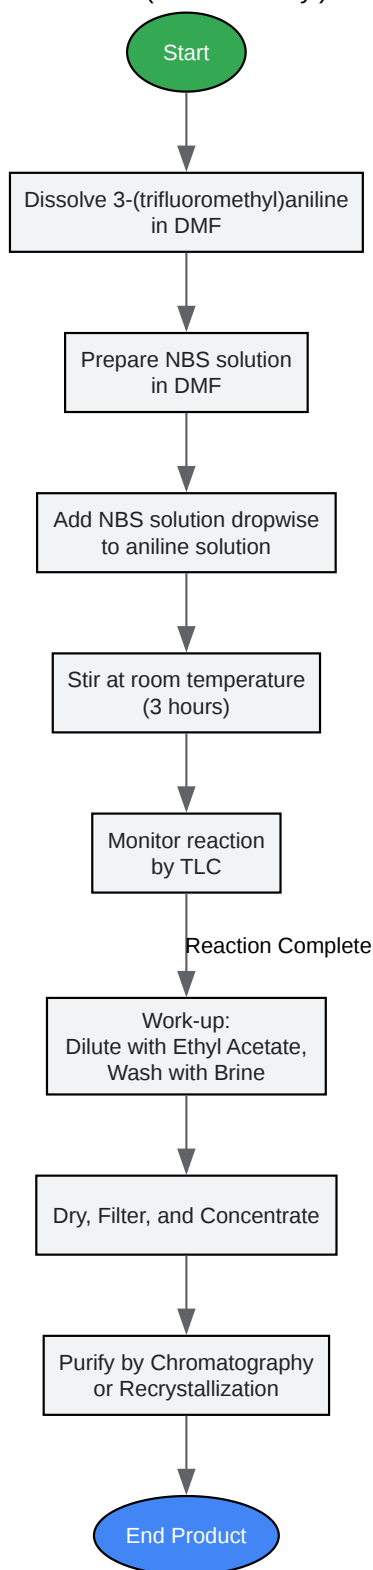 Start
Dissolve 3-(trifluoromethyl)aniline
in DMF
Prepare NBS solution
in DMF
Add NBS solution dropwise
to aniline solution
Stir at room temperature
(3 hours)
Monitor reaction
by TLC
Reaction Complete
Work-up:
Dilute with Ethyl Acetate,
Wash with Brine
Dry, Filter, and Concentrate
Purify by Chromatography
or Recrystallization
End Product